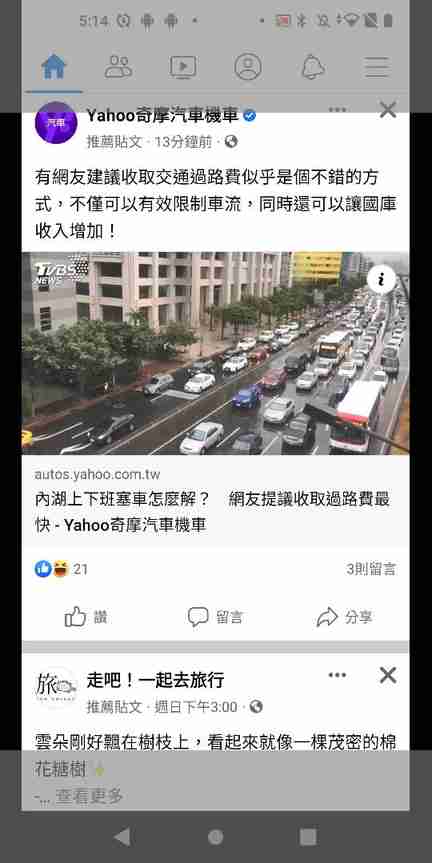 5:14
汽車
Yahoo奇摩汽車機車
推薦貼文·13分鐘前·
有網友建議收取交通過路費似乎是個不錯的方
式，不僅可以有效限制車流，同時還可以讓國庫
收入增加！
TVBS
NEWS
i
autos.yahoo.com.tw
內湖上下班塞車怎麼解？　網友提議收取過路費最
快 - Yahoo奇摩汽車機車
21
3則留言
讚
留言
分享
旅
走吧！一起去旅行
推薦貼文·週日下午3:00·
雲朵剛好飄在樹枝上，看起來就像一棵茂密的棉
花糖樹✨
-... 查看更多